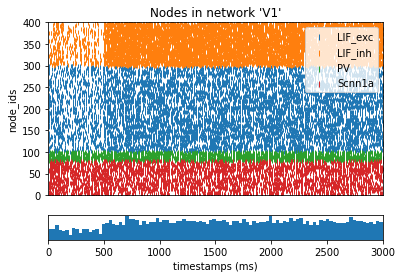 Nodes in network 'V1'
400
350
300
250
200
150
100
50
0
node_ids
LIF_exc
LIF_inh
PV
Scnn1a
0 500 1000 1500 2000 2500 3000
timestamps (ms)